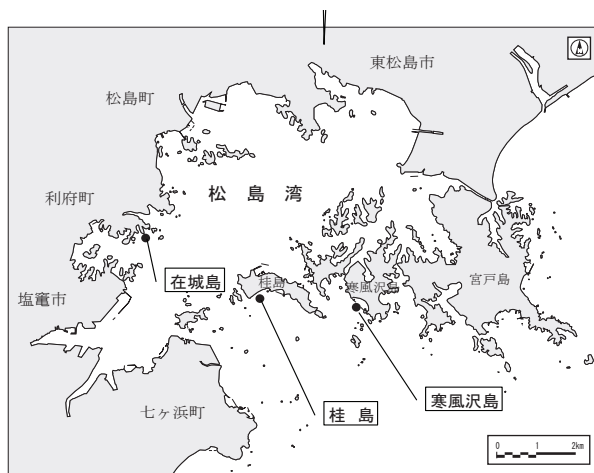 東松島市
松島町
松島湾
利府町
在城島
桂島
寒風沢島
宮戸島
塩竈市
七ヶ浜町
桂 島
寒風沢島
0 1 2km